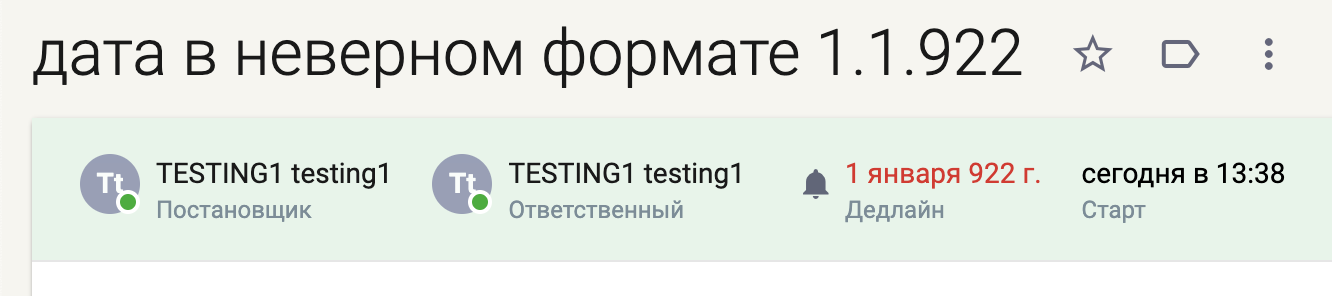 дата в неверном формате 1.1.922
Tt TESTING1 testing1 Tt TESTING1 testing1 1 января 922 г. сегодня в 13:38
Постановщик Ответственный Дедлайн Старт